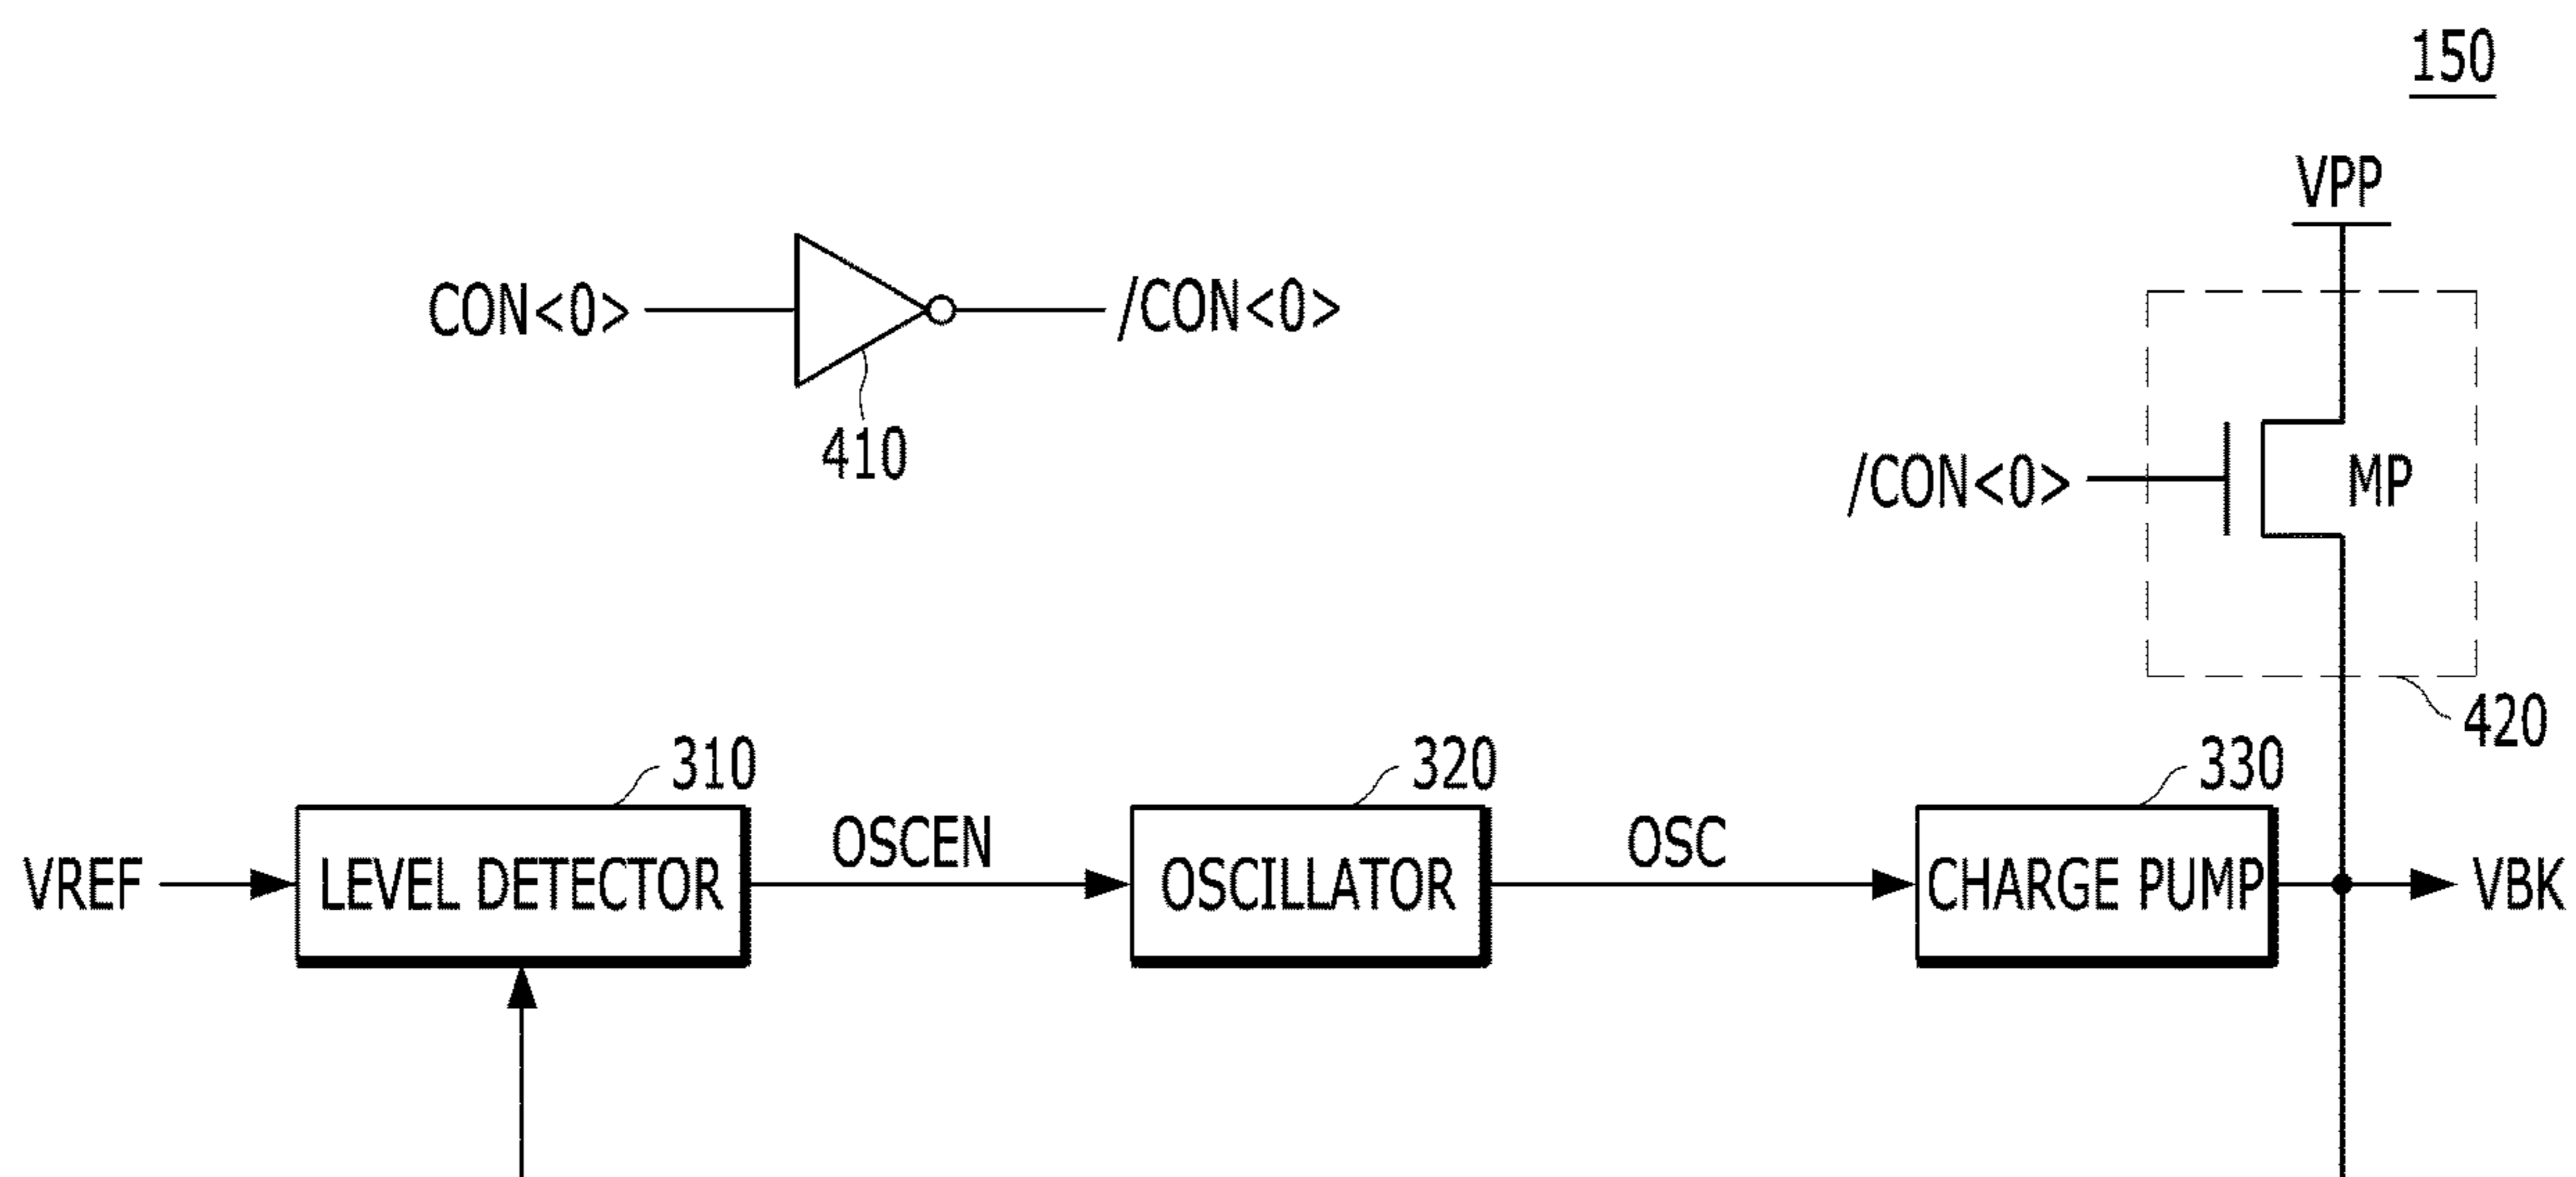 150
VPP
CON<0>
/CON<0>
410
/CON<0>
MP
420
310
320
330
VREF
LEVEL DETECTOR
OSCEN
OSCILLATOR
OSC
CHARGE PUMP
VBK